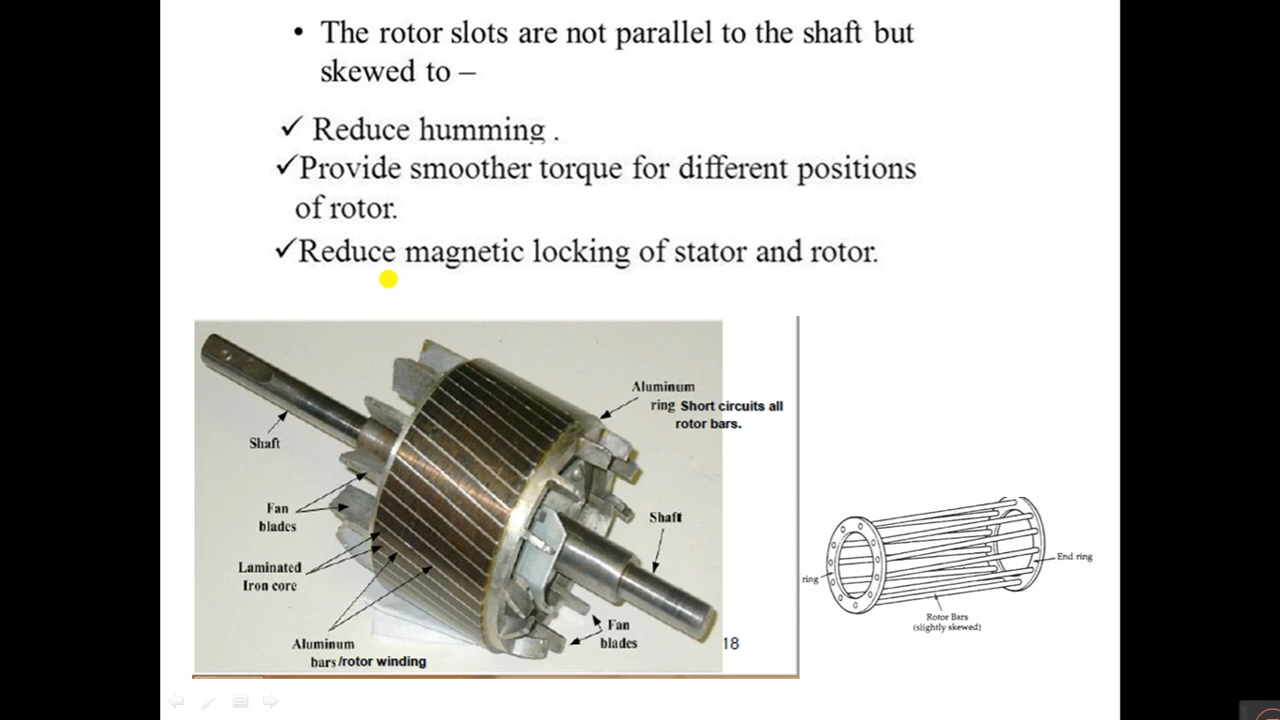 • The rotor slots are not parallel to the shaft but
skewed to –
✓ Reduce humming .
✓Provide smoother torque for different positions
of rotor.
✓Reduce magnetic locking of stator and rotor.
Aluminum
ring Short circuits all
rotor bars.
Shaft
Fan
blades
Shaft
Laminated
Iron core
Fan
blades
Aluminum
bars/rotor winding
18
ring
End ring
Rotor Bars
(slightly skewed)